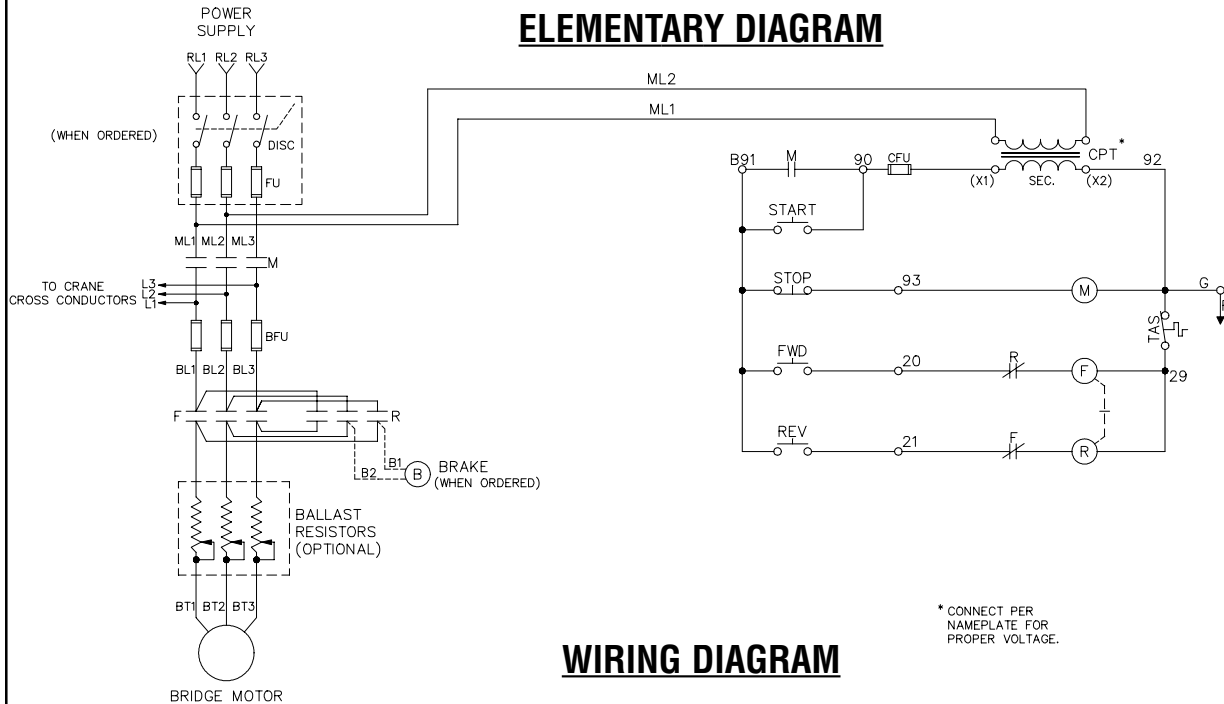 ELEMENTARY DIAGRAM
POWER
SUPPLY
RL1 RL2 RL3
(WHEN ORDERED)
DISC
FU
ML2
ML1
ML1 ML2 ML3
M
TO CRANE
CROSS CONDUCTORS
L3
L2
L1
BFU
BL1 BL2 BL3
F
R
B1
B2
B
BRAKE
(WHEN ORDERED)
BALLAST
RESISTORS
(OPTIONAL)
BT1 BT2 BT3
BRIDGE MOTOR
B91
M
90
CFU
(X1)
SEC.
(X2)
CPT*
92
START
STOP
93
M
G
TAS
FWD
20
R
F
29
REV
21
F
R
* CONNECT PER
NAMEPLATE FOR
PROPER VOLTAGE.
WIRING DIAGRAM